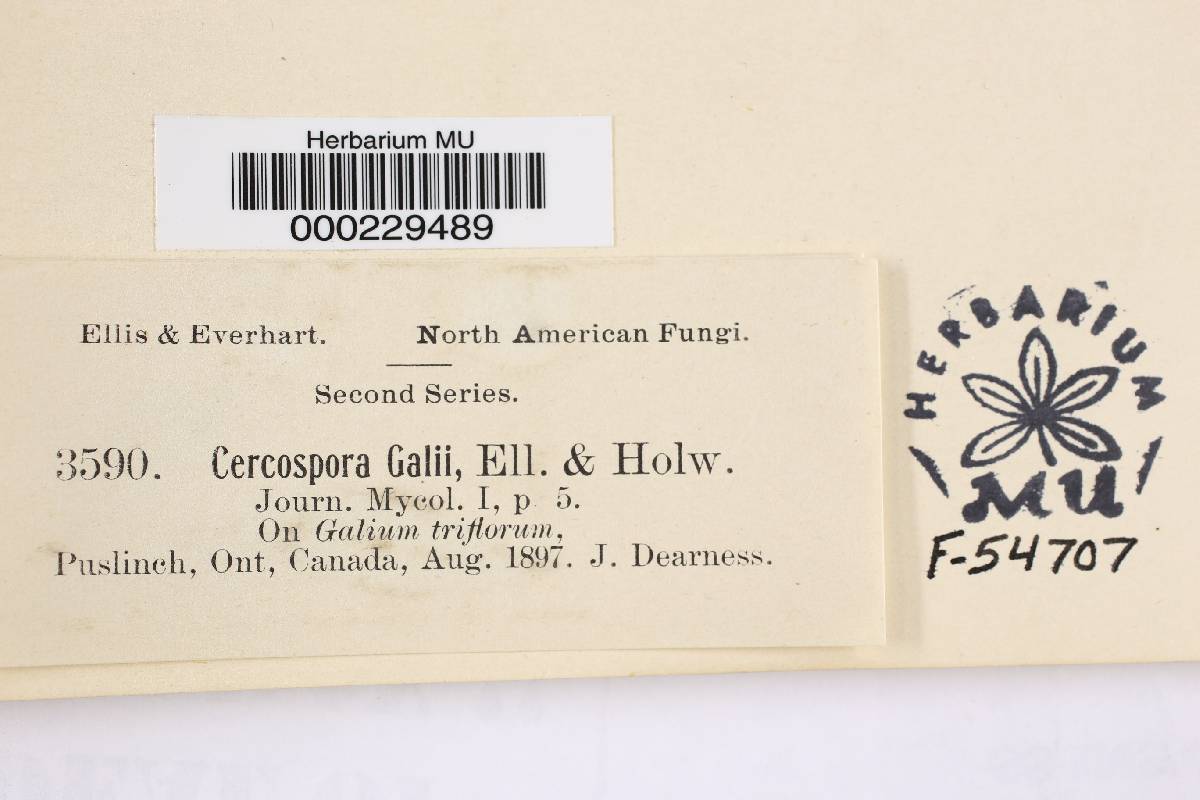 Herbarium MU
000229489
Ellis & Everhart. North American Fungi.
Second Series.
3590. Cercospora Galii, Ell. & Holw.
Journ. Mycol. I, p 5.
On Galium triflorum,
Puslinch, Ont, Canada, Aug. 1897. J. Dearness.
HERBARIUM
MU
F-54707